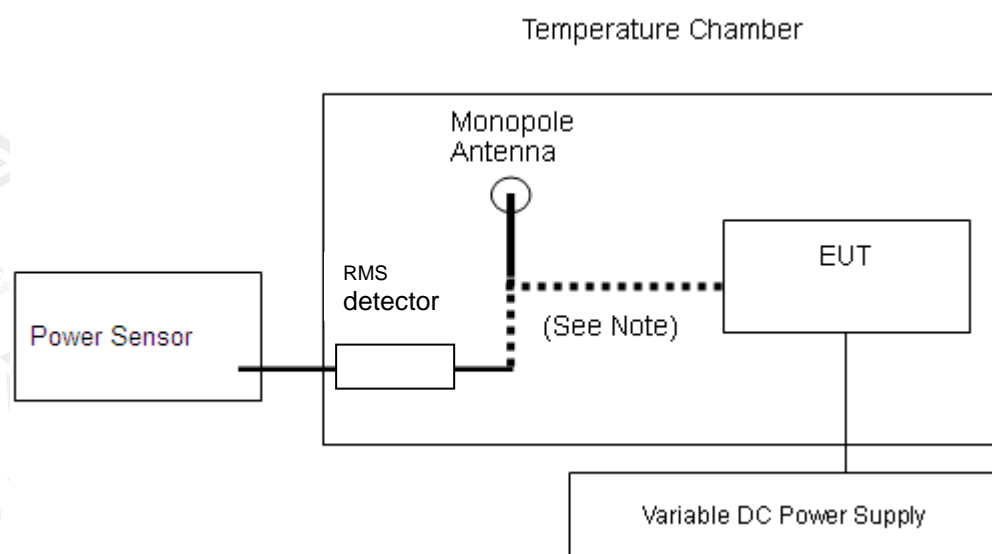 Temperature Chamber
Monopole
Antenna
RMS
detector
EUT
(See Note)
Power Sensor
Variable DC Power Supply